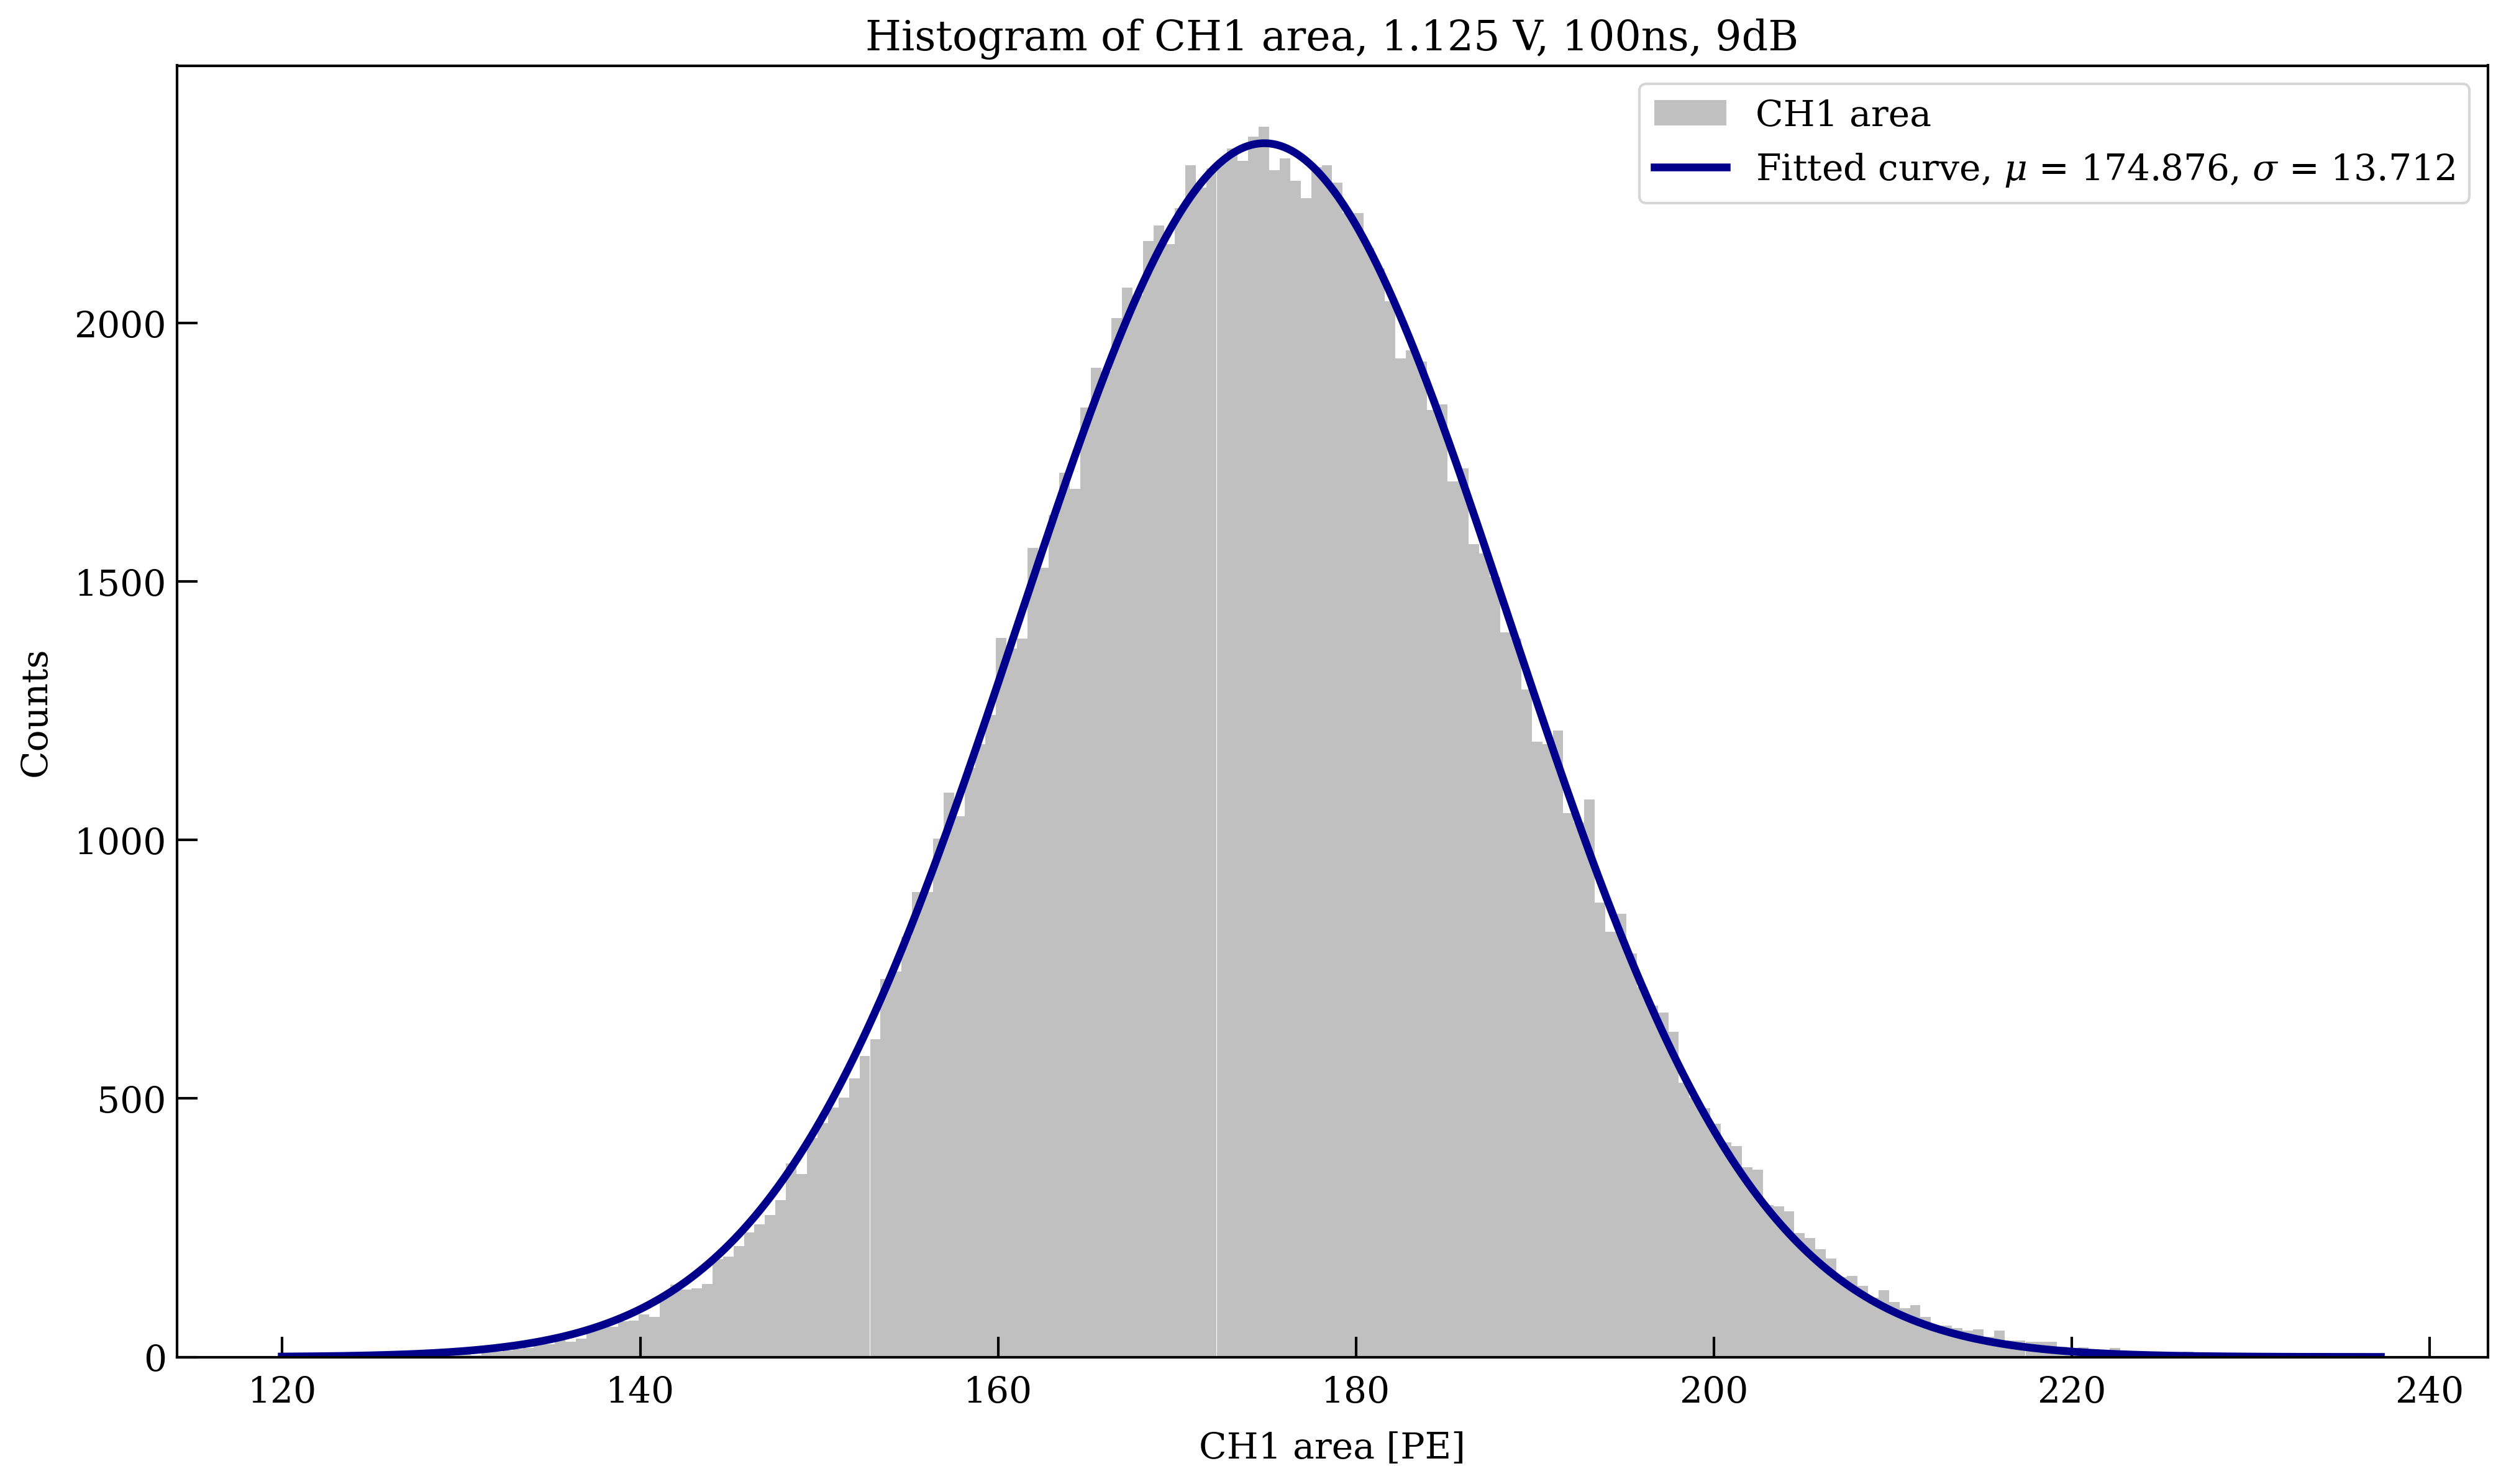 Histogram of CH1 area, 1.125 V, 100ns, 9dB
CH1 area
Fitted curve, μ = 174.876, σ = 13.712
2000
1500
1000
500
0
Counts
120 140 160 180 200 220 240
CH1 area [PE]